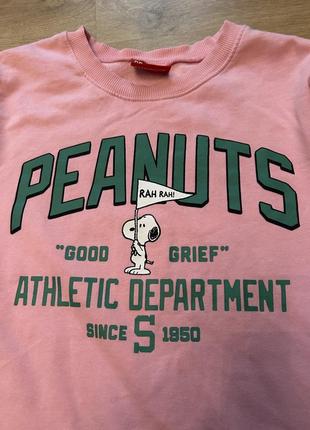 PEANUTS
RAH RAH!
"GOOD GRIEF"
ATHLETIC DEPARTMENT
SINCE S 1950